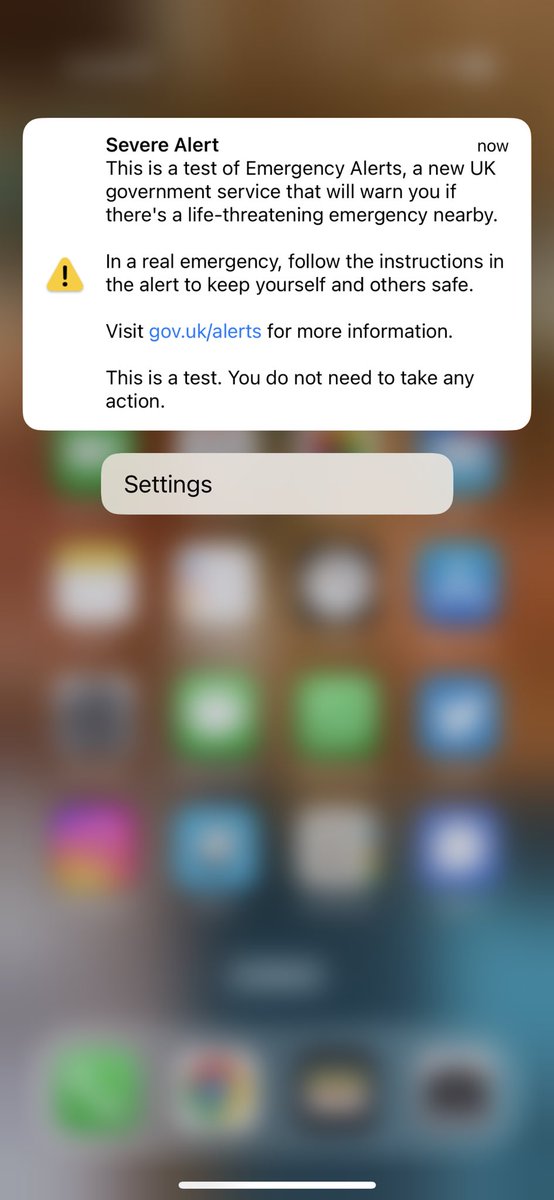 Severe Alert
now
This is a test of Emergency Alerts, a new UK
government service that will warn you if
there's a life-threatening emergency nearby.
In a real emergency, follow the instructions in
the alert to keep yourself and others safe.
Visit gov.uk/alerts for more information.
This is a test. You do not need to take any
action.
Settings